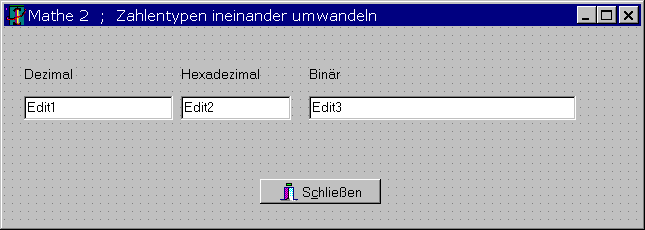 Mathe 2  ;  Zahlentypen ineinander umwandeln
Dezimal Hexadezimal Binär
Edit1 Edit2 Edit3
Schließen